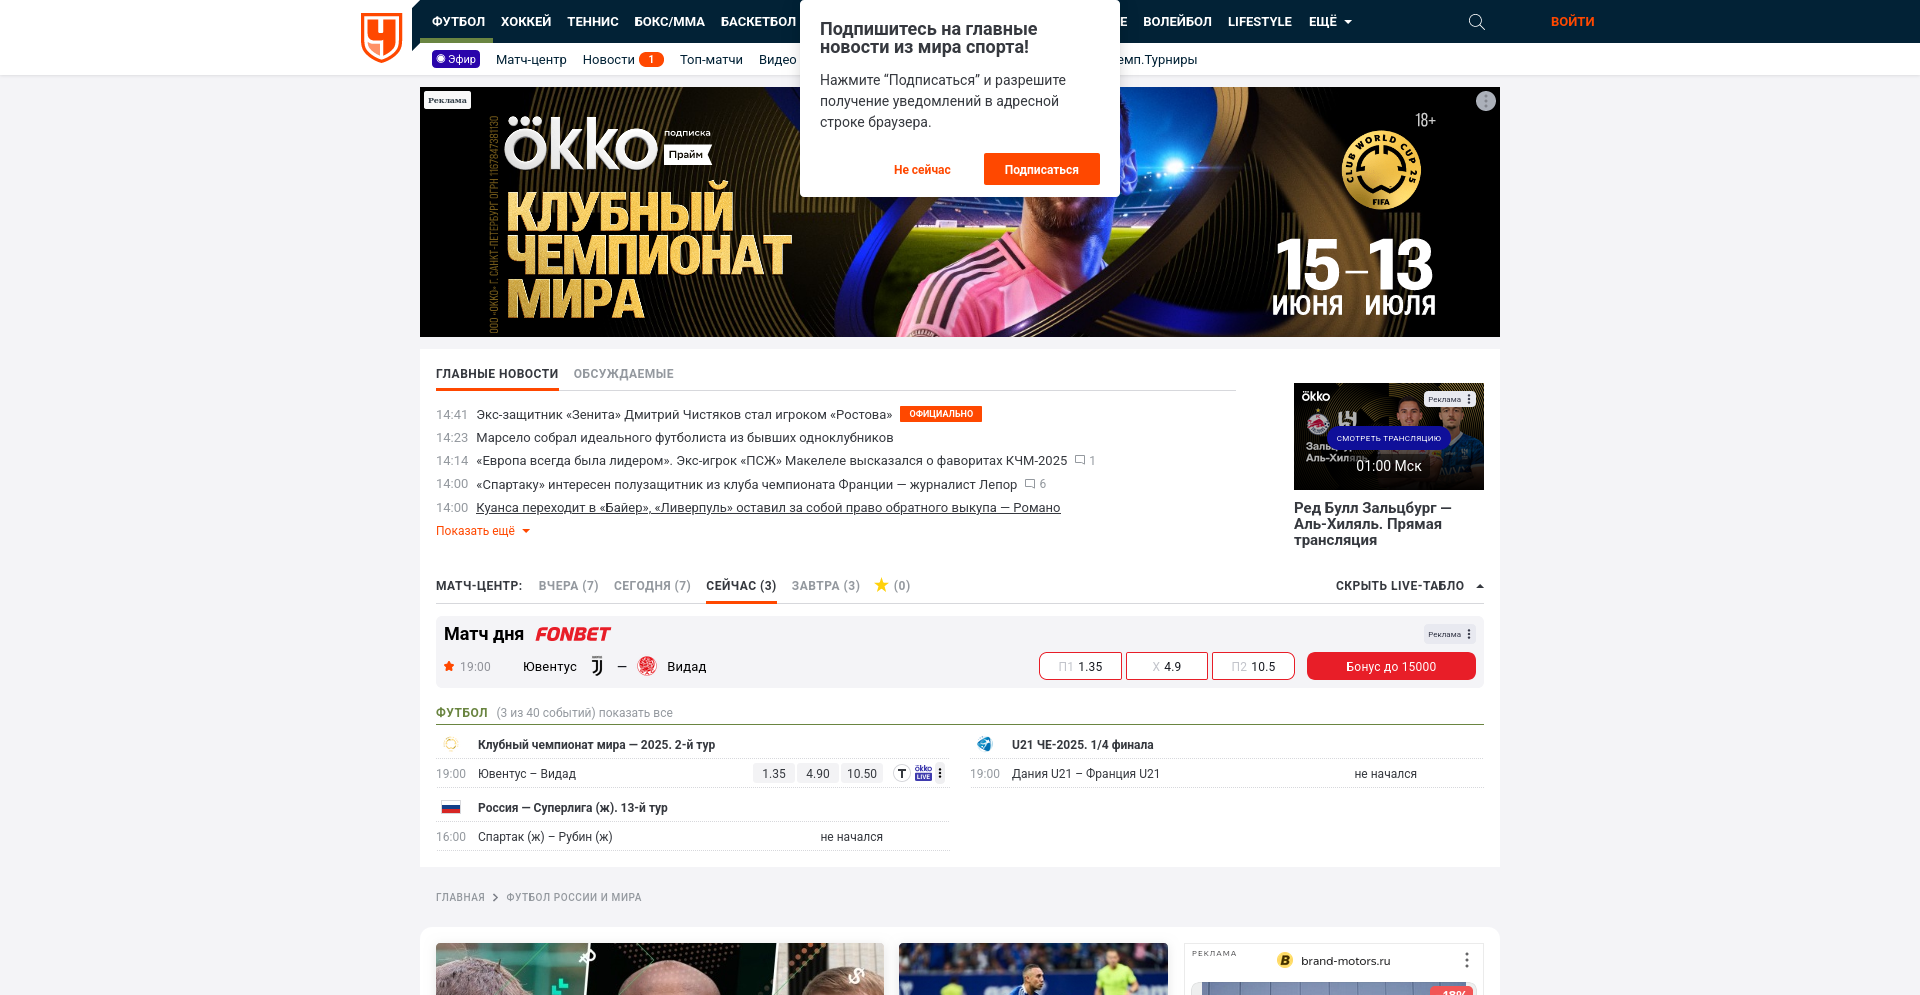 ФУТБОЛ ХОККЕЙ ТЕННИС БОКС/ММА БАСКЕТБОЛ ВОЛЕЙБОЛ LIFESTYLE ЕЩЁ ВОЙТИ
Эфир Матч-центр Новости 1 Топ-матчи Видео Турниры
Подпишитесь на главные
новости из мира спорта!
Нажмите “Подписаться” и разрешите
получение уведомлений в адресной
строке браузера.
Не сейчас Подписаться
Реклама
ökko подписка
Прайм
КЛУБНЫЙ
ЧЕМПИОНАТ
МИРА
ООО «ОККО» Г. САНКТ-ПЕТЕРБУРГ ОГРН 1167847381130
18+
CLUB WORLD CUP 25
FIFA
15–13
ИЮНЯ ИЮЛЯ
ГЛАВНЫЕ НОВОСТИ ОБСУЖДАЕМЫЕ
14:41 Экс-защитник «Зенита» Дмитрий Чистяков стал игроком «Ростова» ОФИЦИАЛЬНО
14:23 Марсело собрал идеального футболиста из бывших одноклубников
14:14 «Европа всегда была лидером». Экс-игрок «ПСЖ» Макелеле высказался о фаворитах КЧМ-2025 1
14:00 «Спартаку» интересен полузащитник из клуба чемпионата Франции — журналист Лепор 6
14:00 Куанса переходит в «Байер», «Ливерпуль» оставил за собой право обратного выкупа — Романо
Показать ещё
ökko
Реклама
СМОТРЕТЬ ТРАНСЛЯЦИЮ
01:00 Мск
Ред Булл Зальцбург —
Аль-Хиляль. Прямая
трансляция
МАТЧ-ЦЕНТР: ВЧЕРА (7) СЕГОДНЯ (7) СЕЙЧАС (3) ЗАВТРА (3) (0) СКРЫТЬ LIVE-ТАБЛО
Матч дня FONBET Реклама
19:00 Ювентус — Видад П1 1.35 X 4.9 П2 10.5 Бонус до 15000
ФУТБОЛ (3 из 40 событий) показать все
Клубный чемпионат мира — 2025. 2-й тур
19:00 Ювентус – Видад 1.35 4.90 10.50 T ökko LIVE
Россия — Суперлига (ж). 13-й тур
16:00 Спартак (ж) – Рубин (ж) не начался
U21 ЧЕ-2025. 1/4 финала
19:00 Дания U21 – Франция U21 не начался
ГЛАВНАЯ ФУТБОЛ РОССИИ И МИРА
РЕКЛАМА
brand-motors.ru